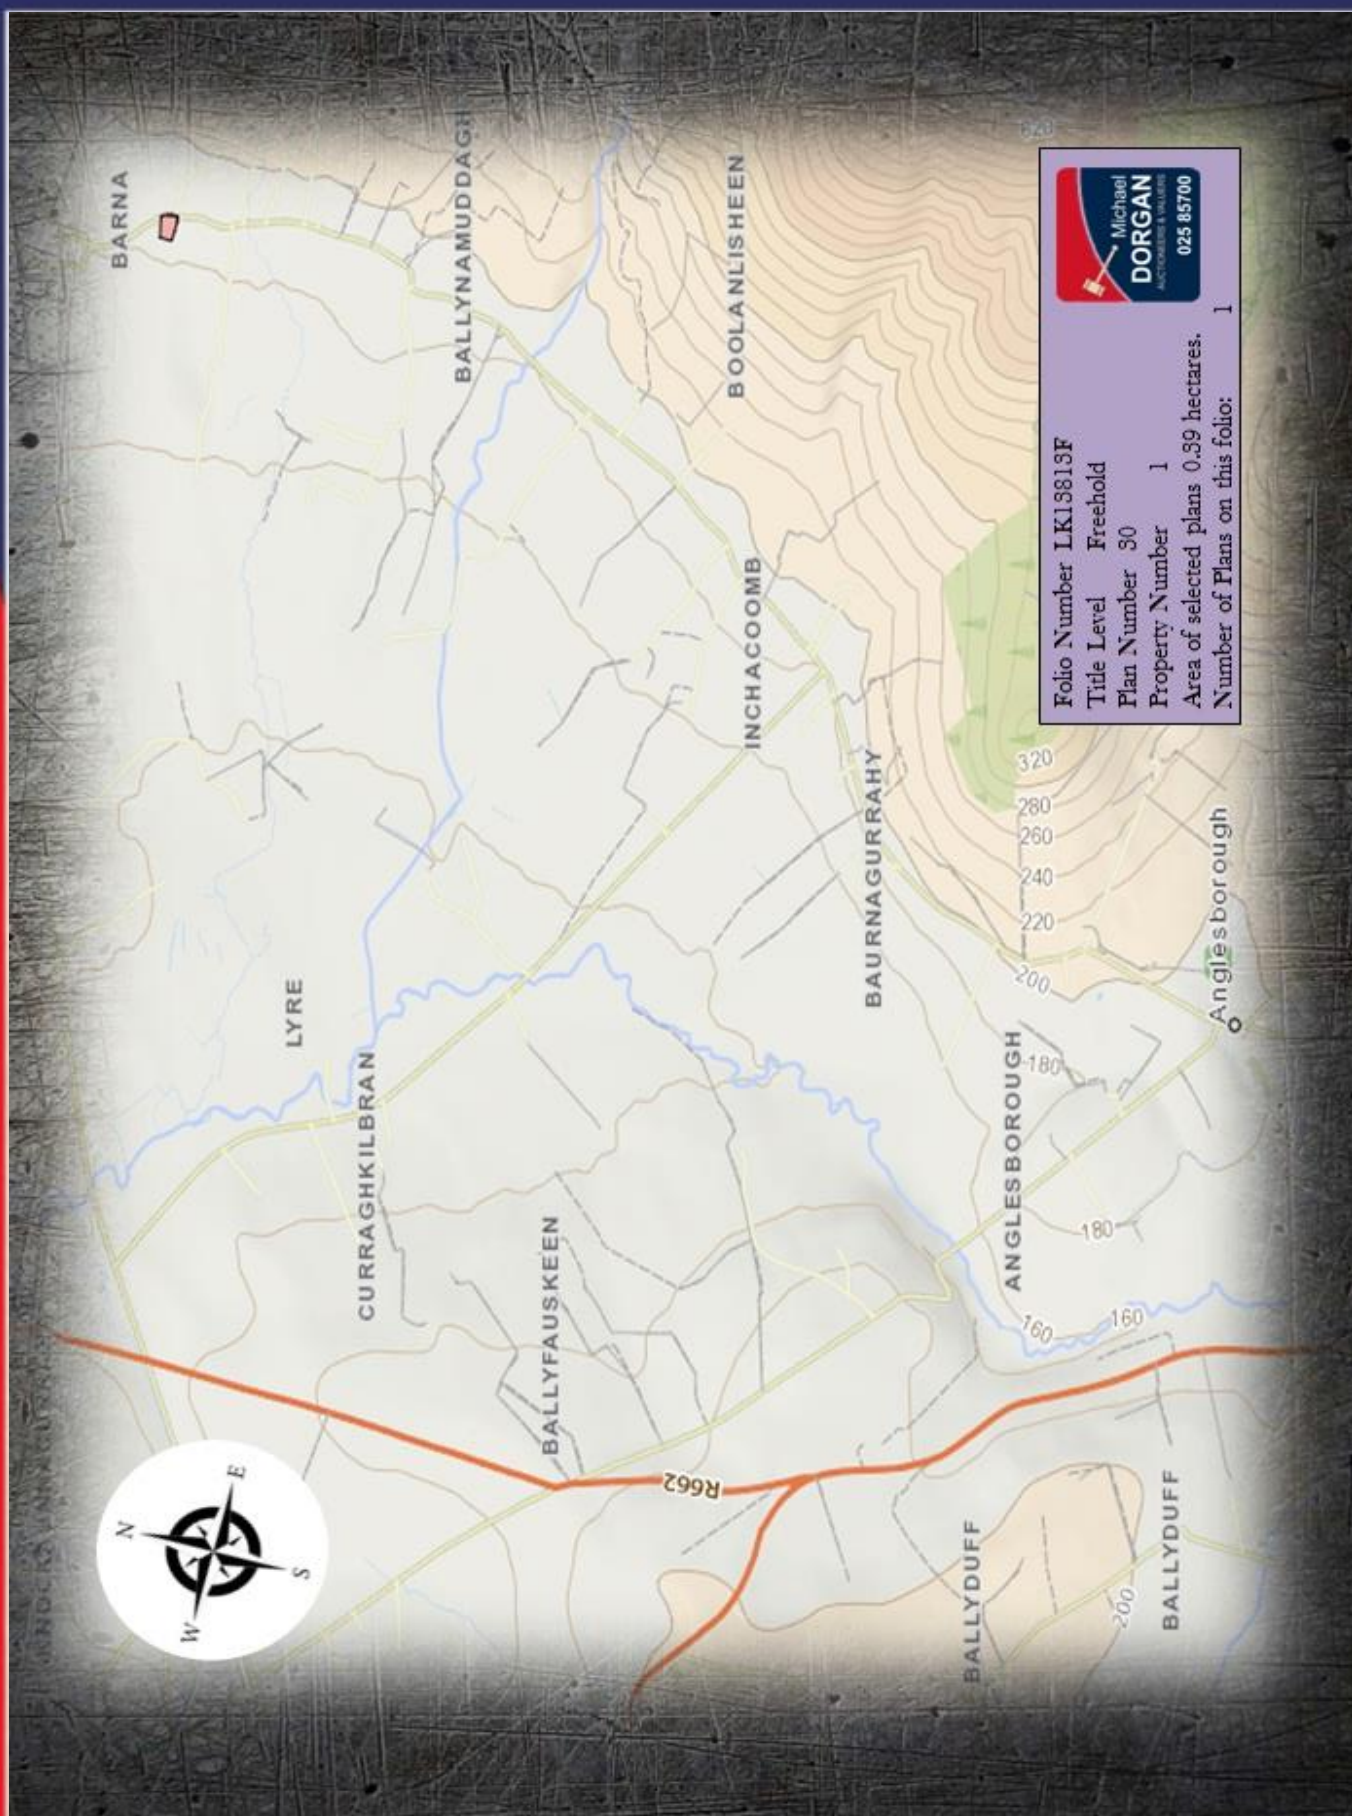 BARNA
BALLYNAMUDDAGH
BOOLANLISHEEN
LYRE
CURRAGHKILBRAN
INCHACOOMB
BAURNAGURRAHY
BALLYFAUSKEEN
ANGLESBOROUGH
Anglesborough
BALLYDUFF
BALLYDUFF
R662
320
280
260
240
220
200
180
180
160
160
200
N
E
S
W
Folio Number LK13813F
Title Level Freehold
Plan Number 30
Property Number 1
Area of selected plans 0.39 hectares.
Number of Plans on this folio: 1
Michael
DORGAN
AUCTIONEERS & VALUERS
025 85700